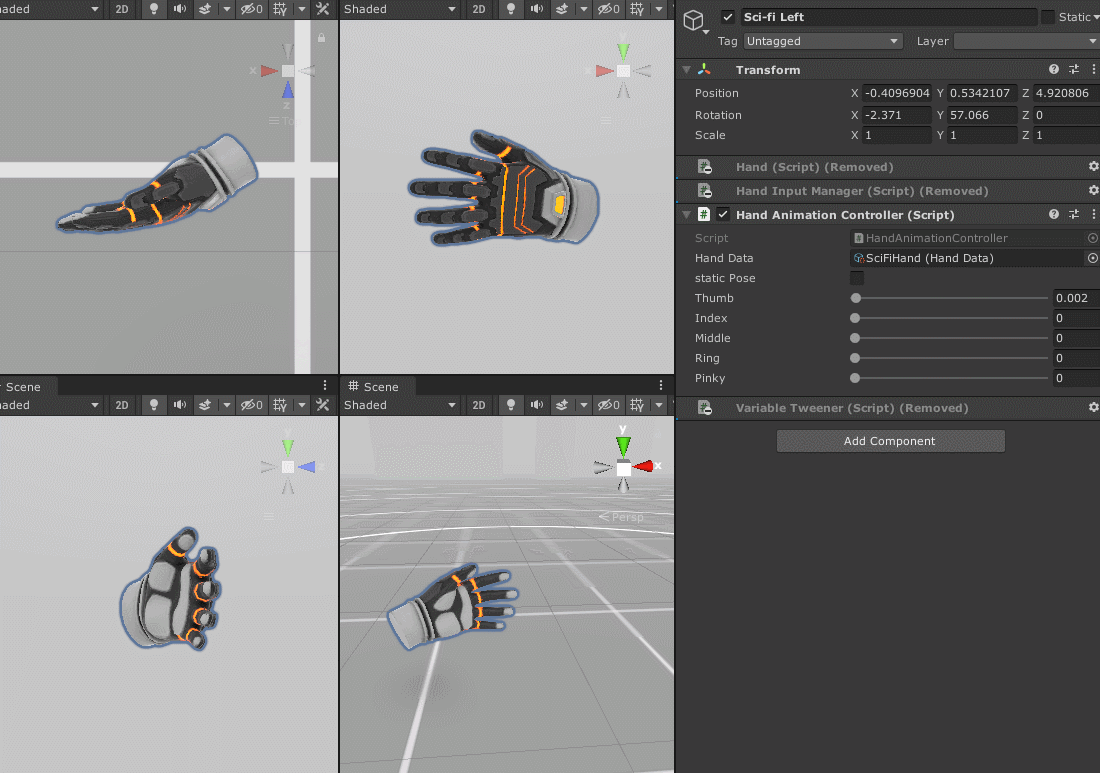 Shaded
2D
0
Shaded
2D
0
x
z
y
x
Scene
2D
0
y
z
Scene
Shaded
2D
0
y
x
Persp
Sci-fi Left
Static
Tag
Untagged
Layer
Transform
Position
X
-0.4096904
Y
0.5342107
Z
4.920806
Rotation
X
-2.371
Y
57.066
Z
0
Scale
X
1
Y
1
Z
1
Hand (Script) (Removed)
Hand Input Manager (Script) (Removed)
Hand Animation Controller (Script)
Script
HandAnimationController
Hand Data
SciFiHand (Hand Data)
static Pose
Thumb
0.002
Index
0
Middle
0
Ring
0
Pinky
0
Variable Tweener (Script) (Removed)
Add Component